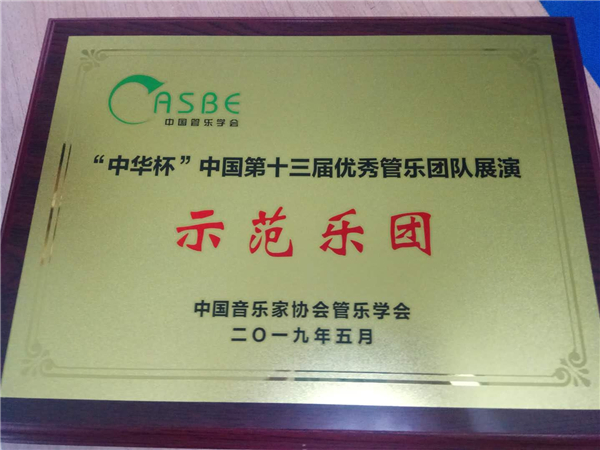 CASBE
中国管乐学会
“中华杯”中国第十三届优秀管乐团队展演
示范乐团
中国音乐家协会管乐学会
二〇一九年五月